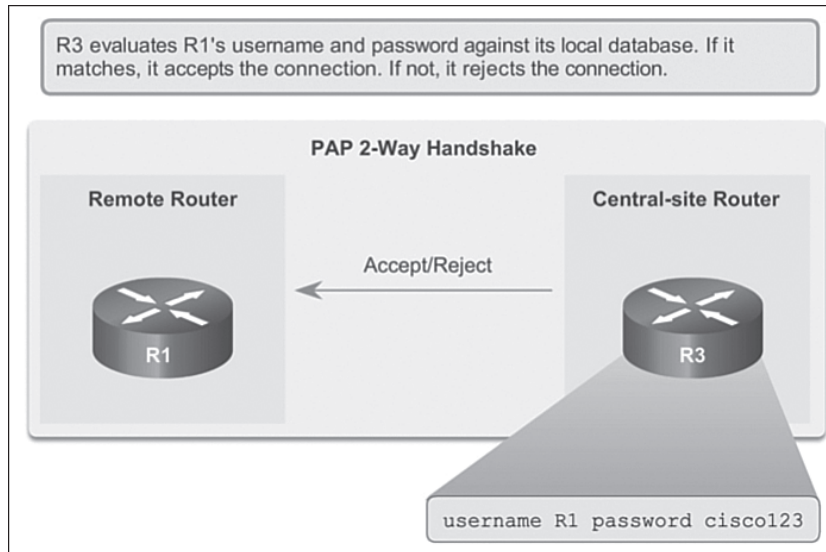 R3 evaluates R1's username and password against its local database. If it
matches, it accepts the connection. If not, it rejects the connection.
PAP 2-Way Handshake
Remote Router
Central-site Router
Accept/Reject
R1
R3
username R1 password cisco123